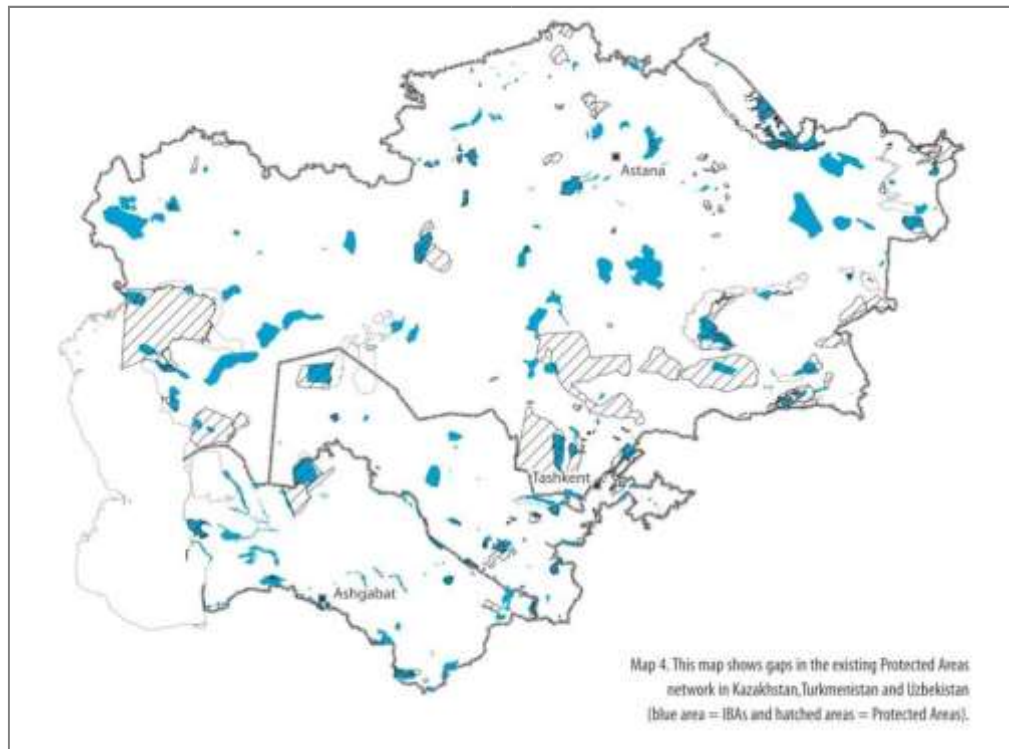 Astana
Tashkent
Ashgabat
Map 4. This map shows gaps in the existing Protected Areas
network in Kazakhstan,Turkmenistan and Uzbekistan
(blue area = IBAs and hatched areas = Protected Areas).